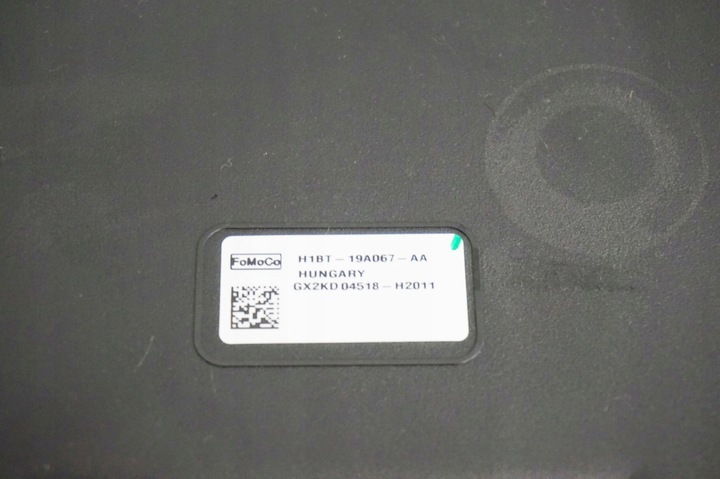 FoMoCo H1BT-19A067-AA
HUNGARY
GX2KD 04518-H2011